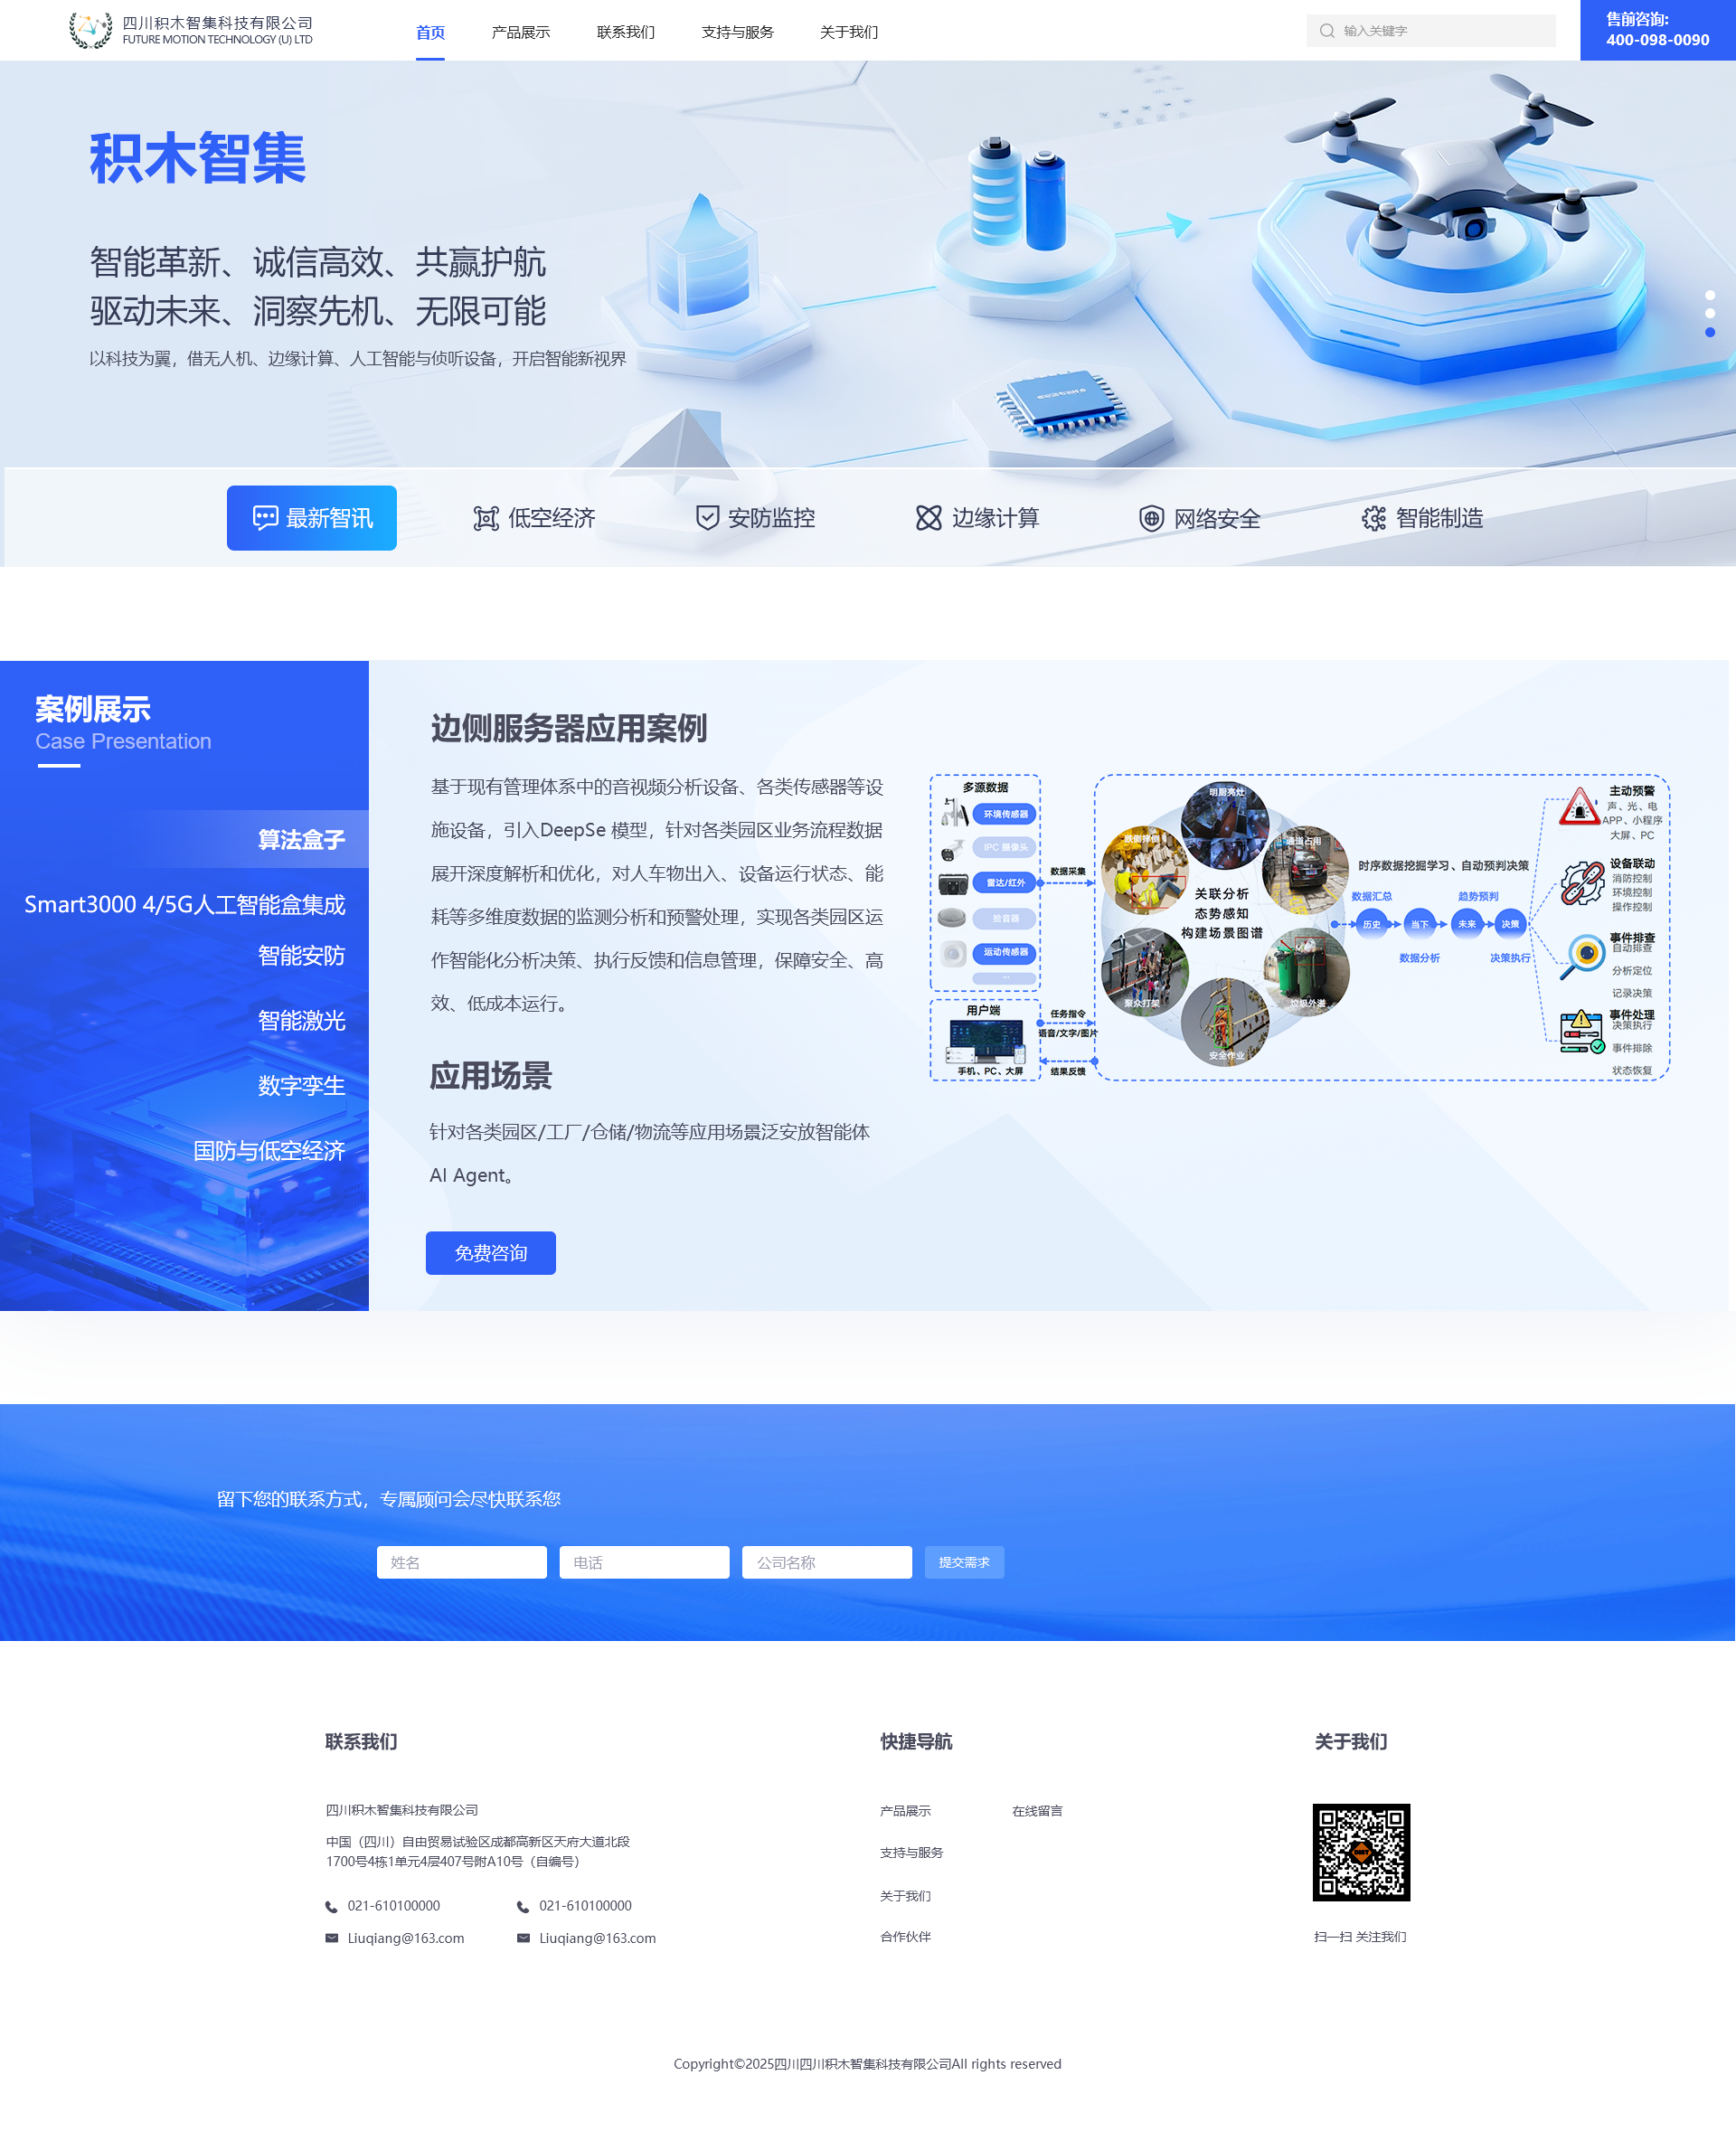 四川积木智集科技有限公司
FUTURE MOTION TECHNOLOGY (U) LTD
首页
产品展示
联系我们
支持与服务
关于我们
输入关键字
售前咨询:
400-098-0090
积木智集
智能革新、诚信高效、共赢护航
驱动未来、洞察先机、无限可能
以科技为翼，借无人机、边缘计算、人工智能与侦听设备，开启智能新视界
最新智讯
低空经济
安防监控
边缘计算
网络安全
智能制造
案例展示
Case Presentation
算法盒子
Smart3000 4/5G人工智能盒集成
智能安防
智能激光
数字孪生
国防与低空经济
边侧服务器应用案例
基于现有管理体系中的音视频分析设备、各类传感器等设
施设备，引入DeepSe 模型，针对各类园区业务流程数据
展开深度解析和优化，对人车物出入、设备运行状态、能
耗等多维度数据的监测分析和预警处理，实现各类园区运
作智能化分析决策、执行反馈和信息管理，保障安全、高
效、低成本运行。
应用场景
针对各类园区/工厂/仓储/物流等应用场景泛安放智能体
AI Agent。
免费咨询
多源数据
环境传感器
IPC 摄像头
雷达/红外
拾音器
运动传感器
...
用户端
手机、PC、大屏
数据采集
任务指令
语音/文字/图片
结果反馈
明厨亮灶
跌倒摔倒
通道占用
关联分析
态势感知
构建场景图谱
聚众打架
垃圾外溢
安全作业
时序数据挖掘学习、自动预判决策
数据汇总
趋势预判
历史
当下
未来
决策
数据分析
决策执行
主动预警
声、光、电
APP、小程序
大屏、PC
设备联动
消防控制
环境控制
操作控制
事件排查
自动排查
分析定位
记录决策
事件处理
决策执行
事件排除
状态恢复
留下您的联系方式，专属顾问会尽快联系您
姓名
电话
公司名称
提交需求
联系我们
四川积木智集科技有限公司
中国（四川）自由贸易试验区成都高新区天府大道北段
1700号4栋1单元4层407号附A10号（自编号）
021-610100000
021-610100000
Liuqiang@163.com
Liuqiang@163.com
快捷导航
产品展示
在线留言
支持与服务
关于我们
合作伙伴
关于我们
扫一扫 关注我们
Copyright©2025四川四川积木智集科技有限公司All rights reserved